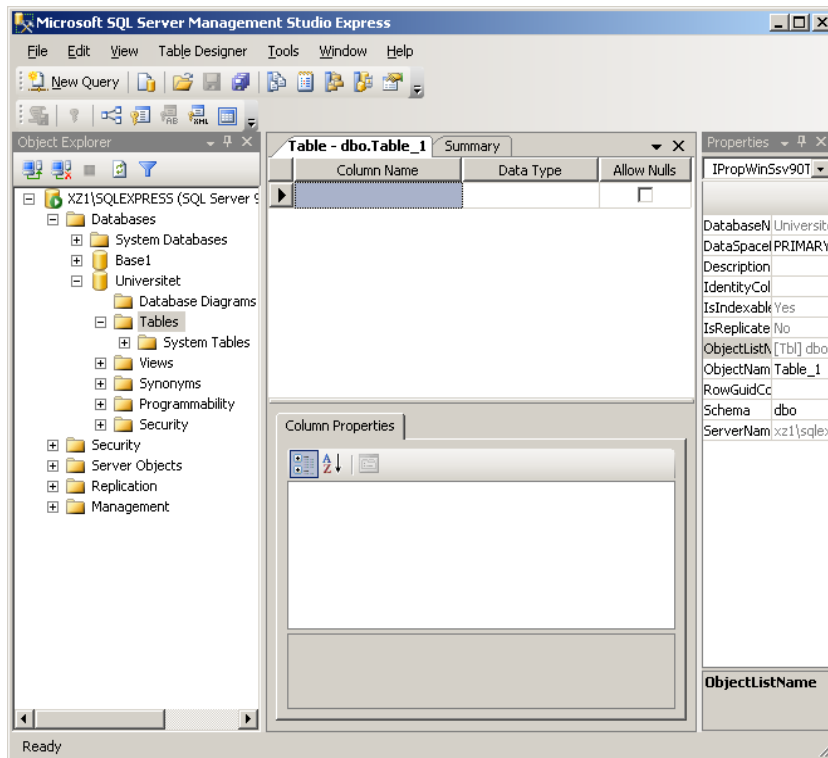 Microsoft SQL Server Management Studio Express
File Edit View Table Designer Tools Window Help
New Query
Object Explorer
XZ1\SQLEXPRESS (SQL Server 9
Databases
System Databases
Base1
Universitet
Database Diagrams
Tables
System Tables
Views
Synonyms
Programmability
Security
Security
Server Objects
Replication
Management
Table - dbo.Table_1 Summary
Column Name Data Type Allow Nulls
Column Properties
Properties
IPropWinSsv90T
DatabaseN Universit
DataSpaceI PRIMARY
Description
IdentityCol
IsIndexable Yes
IsReplicate No
ObjectListN [Tbl] dbo
ObjectNam Table_1
RowGuidCo
Schema dbo
ServerNam xz1\sqlex
ObjectListName
Ready